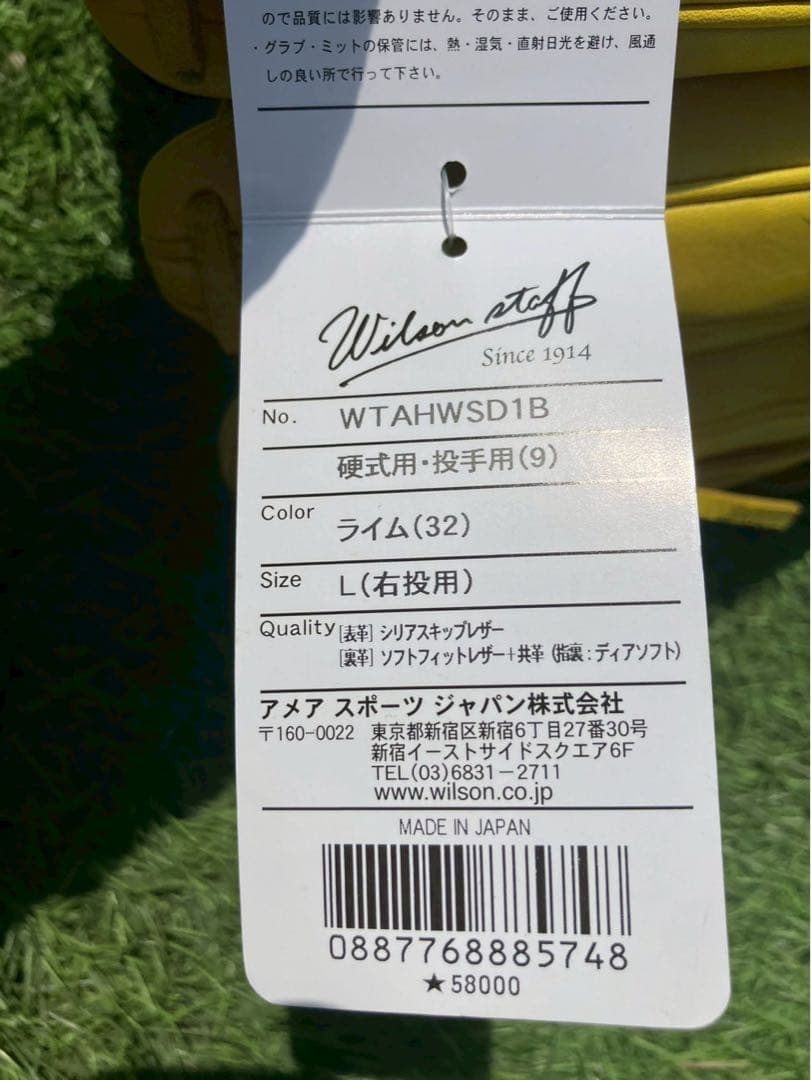 ので品質には影響ありません。そのまま、ご使用ください。
・グラブ・ミットの保管には、熱・湿気・直射日光を避け、風通
しの良い所で行って下さい。
Wilson staff
Since 1914
No. WTAHWSD1B
硬式用・投手用(9)
Color ライム(32)
Size L(右投用)
Quality [表革] シリアスキップレザー
[裏革] ソフトフィットレザー+共革 (指裏:ディアソフト)
アメア スポーツ ジャパン株式会社
〒160-0022 東京都新宿区新宿6丁目27番30号
新宿イーストサイドスクエア6F
TEL(03)6831-2711
www.wilson.co.jp
MADE IN JAPAN
0887768885748
★58000